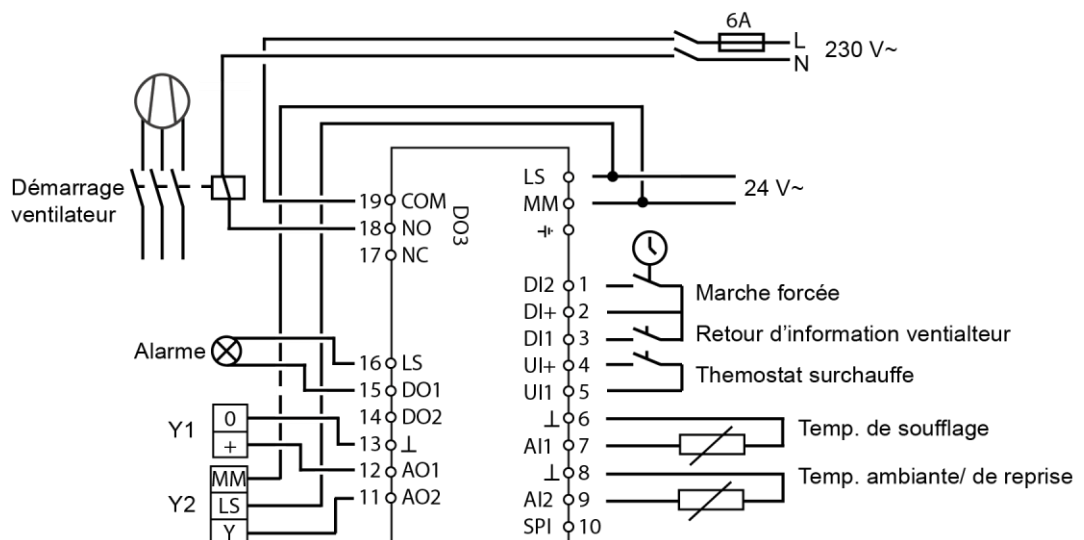 6A
L
230 V~
N
Démarrage
ventilateur
LS
24 V~
MM
19 COM
18 NO
17 NC
DO3
DI2 1
Marche forcée
DI+ 2
DI1 3
Retour d’information ventialteur
UI+ 4
Themostat surchauffe
UI1 5
Alarme
16 LS
15 DO1
14 DO2
13 ⊥
12 AO1
11 AO2
⊥ 6
Temp. de soufflage
AI1 7
⊥ 8
Temp. ambiante/ de reprise
AI2 9
SPI 10
Y1
0
+
Y2
MM
LS
Y